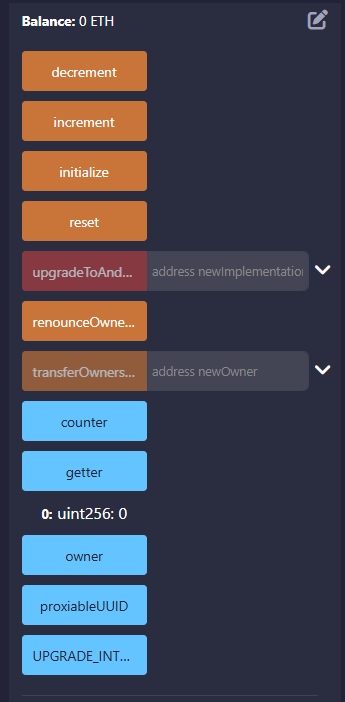 Balance: 0 ETH
decrement
increment
initialize
reset
upgradeToAnd... address newImplementation
renounceOwne...
transferOwners... address newOwner
counter
getter
0: uint256: 0
owner
proxiableUUID
UPGRADE_INT...